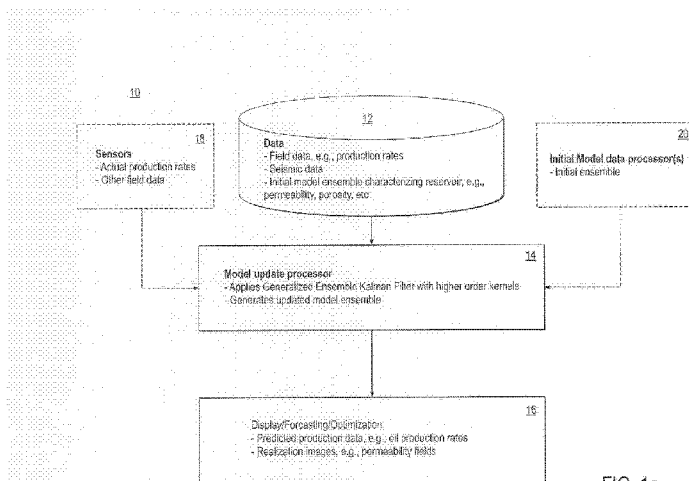 10
18
Sensors
- Actual production rates
- Other field data
12
Data
- Field data, e.g., production rates
- Seismic data
- Initial model ensemble characterizing reservoir, e.g.,
permeability, porosity, etc
20
Initial Model data processor(s)
- Initial ensemble
14
Model update processor
- Applies Generalized Ensemble Kalman Filter with higher order kernels
- Generates updated model ensemble
16
Display/Forcasting/Optimization
- Predicted production data, e.g., oil production rates
- Realization images, e.g., permeability fields